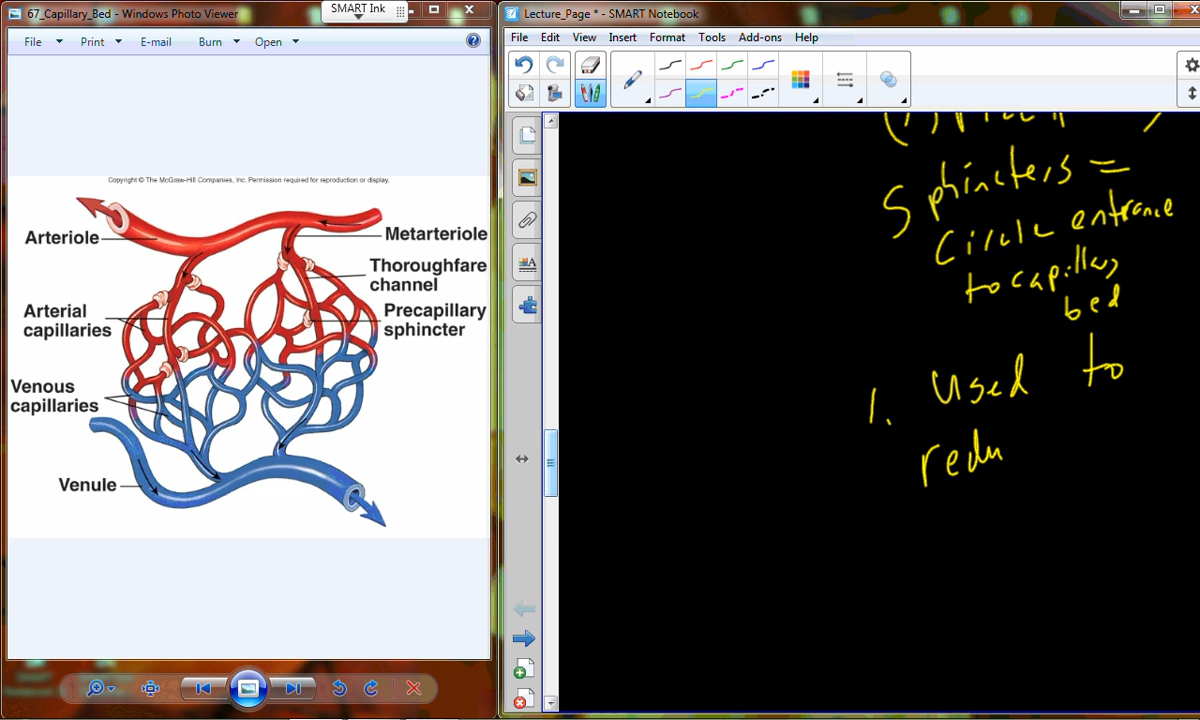 67_Capillary_Bed - Windows Photo Viewer
SMART Ink
File Print E-mail Burn Open
Copyright © The McGraw-Hill Companies, Inc. Permission required for reproduction or display.
Arteriole
Metarteriole
Thoroughfare
channel
Arterial
capillaries
Precapillary
sphincter
Venous
capillaries
Venule
Lecture_Page * - SMART Notebook
File Edit View Insert Format Tools Add-ons Help
Sphincters =
Circle entrance
to capillary
bed
1. Used to
redu